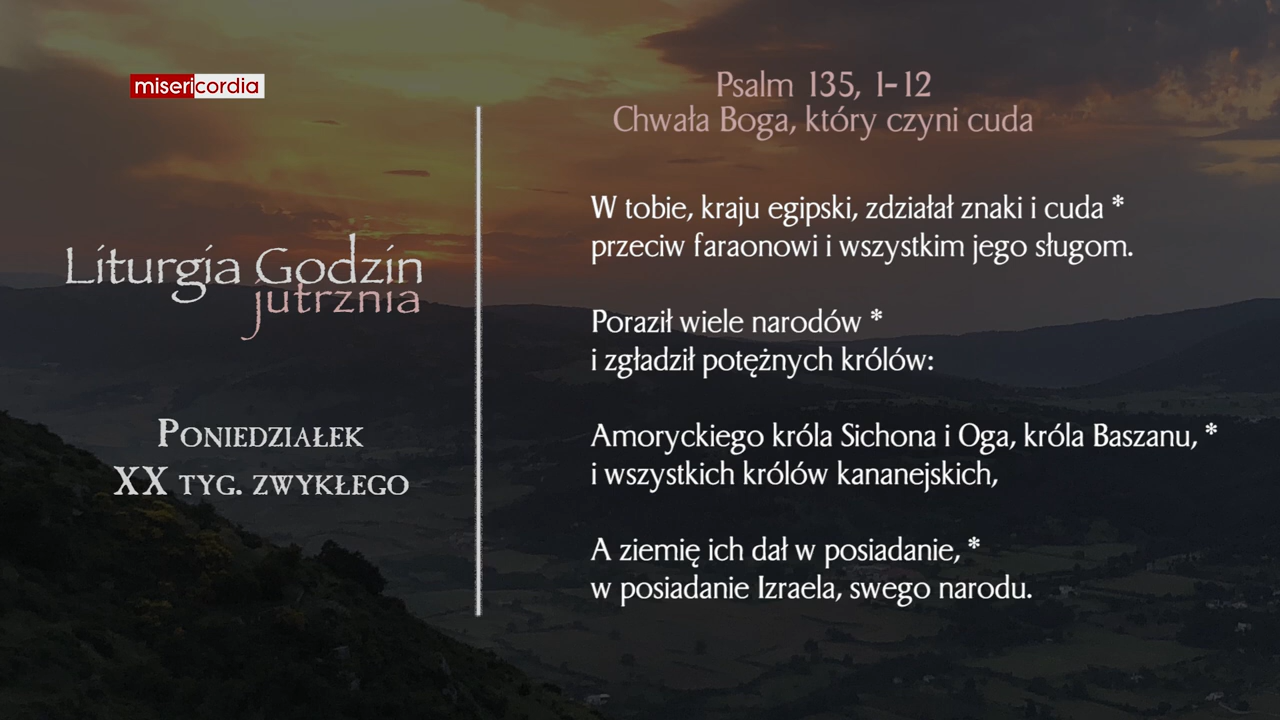 misericordia
Liturgia Godzin
jutrznia
Poniedziałek
XX tyg. zwykłego
Psalm 135, 1-12
Chwała Boga, który czyni cuda
W tobie, kraju egipski, zdziałał znaki i cuda *
przeciw faraonowi i wszystkim jego sługom.
Poraził wiele narodów *
i zgładził potężnych królów:
Amoryckiego króla Sichona i Oga, króla Baszanu, *
i wszystkich królów kananejskich,
A ziemię ich dał w posiadanie, *
w posiadanie Izraela, swego narodu.